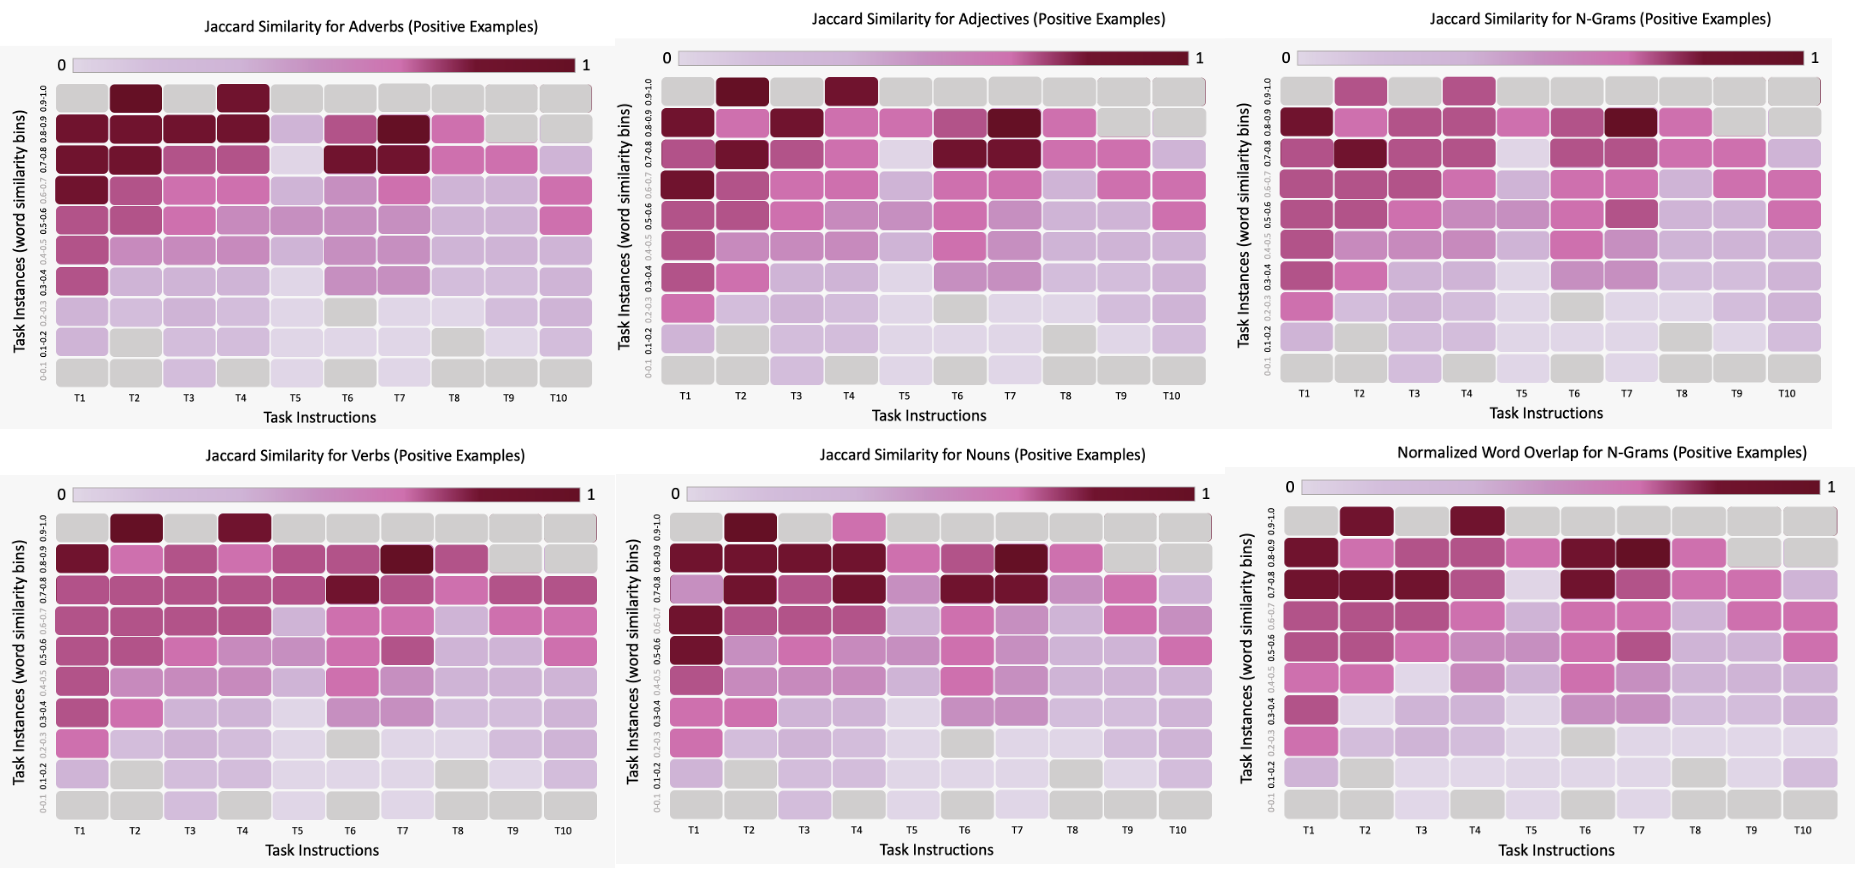 Jaccard Similarity for Adverbs (Positive Examples)
0 1
Task Instances (word similarity bins)
0.9-1.0
0.8-0.9
0.7-0.8
0.6-0.7
0.5-0.6
0.4-0.5
0.3-0.4
0.2-0.3
0.1-0.2
0-0.1
T1 T2 T3 T4 T5 T6 T7 T8 T9 T10
Task Instructions
Jaccard Similarity for Adjectives (Positive Examples)
0 1
Task Instances (word similarity bins)
0.9-1.0
0.8-0.9
0.7-0.8
0.6-0.7
0.5-0.6
0.4-0.5
0.3-0.4
0.2-0.3
0.1-0.2
0-0.1
T1 T2 T3 T4 T5 T6 T7 T8 T9 T10
Task Instructions
Jaccard Similarity for N-Grams (Positive Examples)
0 1
Task Instances (word similarity bins)
0.9-1.0
0.8-0.9
0.7-0.8
0.6-0.7
0.5-0.6
0.4-0.5
0.3-0.4
0.2-0.3
0.1-0.2
0-0.1
T1 T2 T3 T4 T5 T6 T7 T8 T9 T10
Task Instructions
Jaccard Similarity for Verbs (Positive Examples)
0 1
Task Instances (word similarity bins)
0.9-1.0
0.8-0.9
0.7-0.8
0.6-0.7
0.5-0.6
0.4-0.5
0.3-0.4
0.2-0.3
0.1-0.2
0-0.1
T1 T2 T3 T4 T5 T6 T7 T8 T9 T10
Task Instructions
Jaccard Similarity for Nouns (Positive Examples)
0 1
Task Instances (word similarity bins)
0.9-1.0
0.8-0.9
0.7-0.8
0.6-0.7
0.5-0.6
0.4-0.5
0.3-0.4
0.2-0.3
0.1-0.2
0-0.1
T1 T2 T3 T4 T5 T6 T7 T8 T9 T10
Task Instructions
Normalized Word Overlap for N-Grams (Positive Examples)
0 1
Task Instances (word similarity bins)
0.9-1.0
0.8-0.9
0.7-0.8
0.6-0.7
0.5-0.6
0.4-0.5
0.3-0.4
0.2-0.3
0.1-0.2
0-0.1
T1 T2 T3 T4 T5 T6 T7 T8 T9 T10
Task Instructions